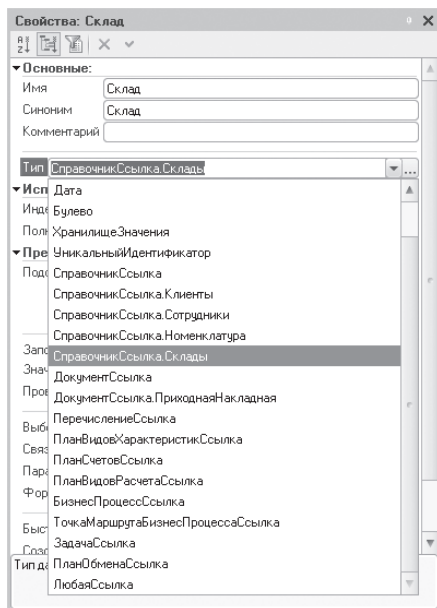 Свойства: Склад
Основные:
Имя Склад
Синоним Склад
Комментарий
Тип СправочникСсылка.Склады
Дата
Булево
ХранилищеЗначения
УникальныйИдентификатор
СправочникСсылка
СправочникСсылка.Клиенты
СправочникСсылка.Сотрудники
СправочникСсылка.Номенклатура
СправочникСсылка.Склады
ДокументСсылка
ДокументСсылка.ПриходнаяНакладная
ПеречислениеСсылка
ПланВидовХарактеристикСсылка
ПланСчетовСсылка
ПланВидовРасчетаСсылка
БизнесПроцессСсылка
ТочкаМаршрутаБизнесПроцессаСсылка
ЗадачаСсылка
ПланОбменаСсылка
ЛюбаяСсылка